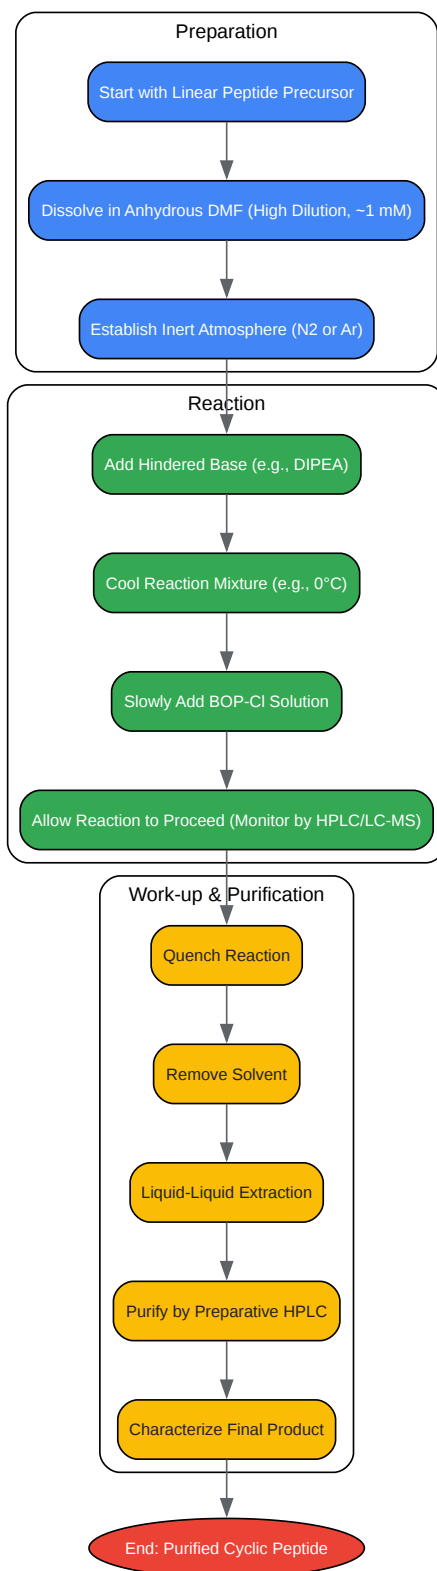 Preparation
Start with Linear Peptide Precursor
Dissolve in Anhydrous DMF (High Dilution, ~1 mM)
Establish Inert Atmosphere (N2 or Ar)
Reaction
Add Hindered Base (e.g., DIPEA)
Cool Reaction Mixture (e.g., 0°C)
Slowly Add BOP-Cl Solution
Allow Reaction to Proceed (Monitor by HPLC/LC-MS)
Work-up & Purification
Quench Reaction
Remove Solvent
Liquid-Liquid Extraction
Purify by Preparative HPLC
Characterize Final Product
End: Purified Cyclic Peptide